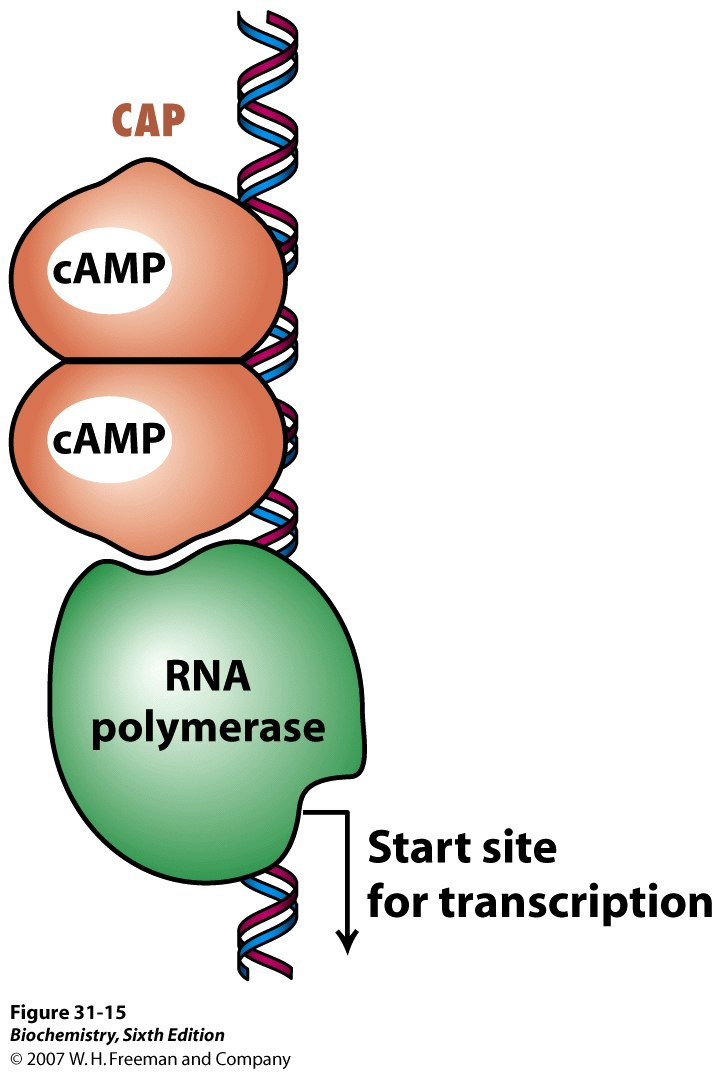 CAP
cAMP
cAMP
RNA
polymerase
Start site
for transcription
Figure 31-15
Biochemistry, Sixth Edition
© 2007 W. H. Freeman and Company